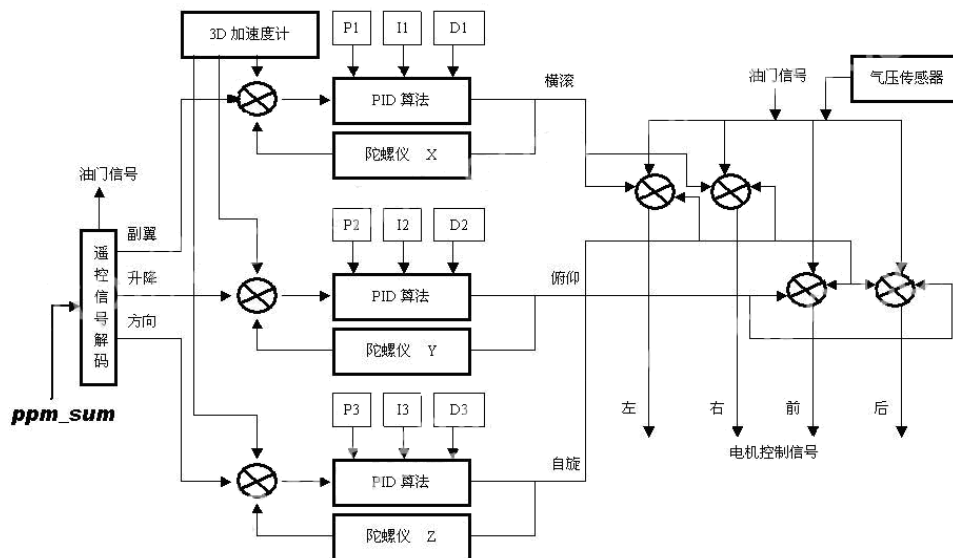 3D 加速度计
P1
I1
D1
PID 算法
陀螺仪 X
横滚
油门信号
气压传感器
油门信号
遥控信号解码
副翼
升降
方向
ppm_sum
P2
I2
D2
PID 算法
陀螺仪 Y
俯仰
P3
I3
D3
PID 算法
陀螺仪 Z
自旋
左
右
前
后
电机控制信号